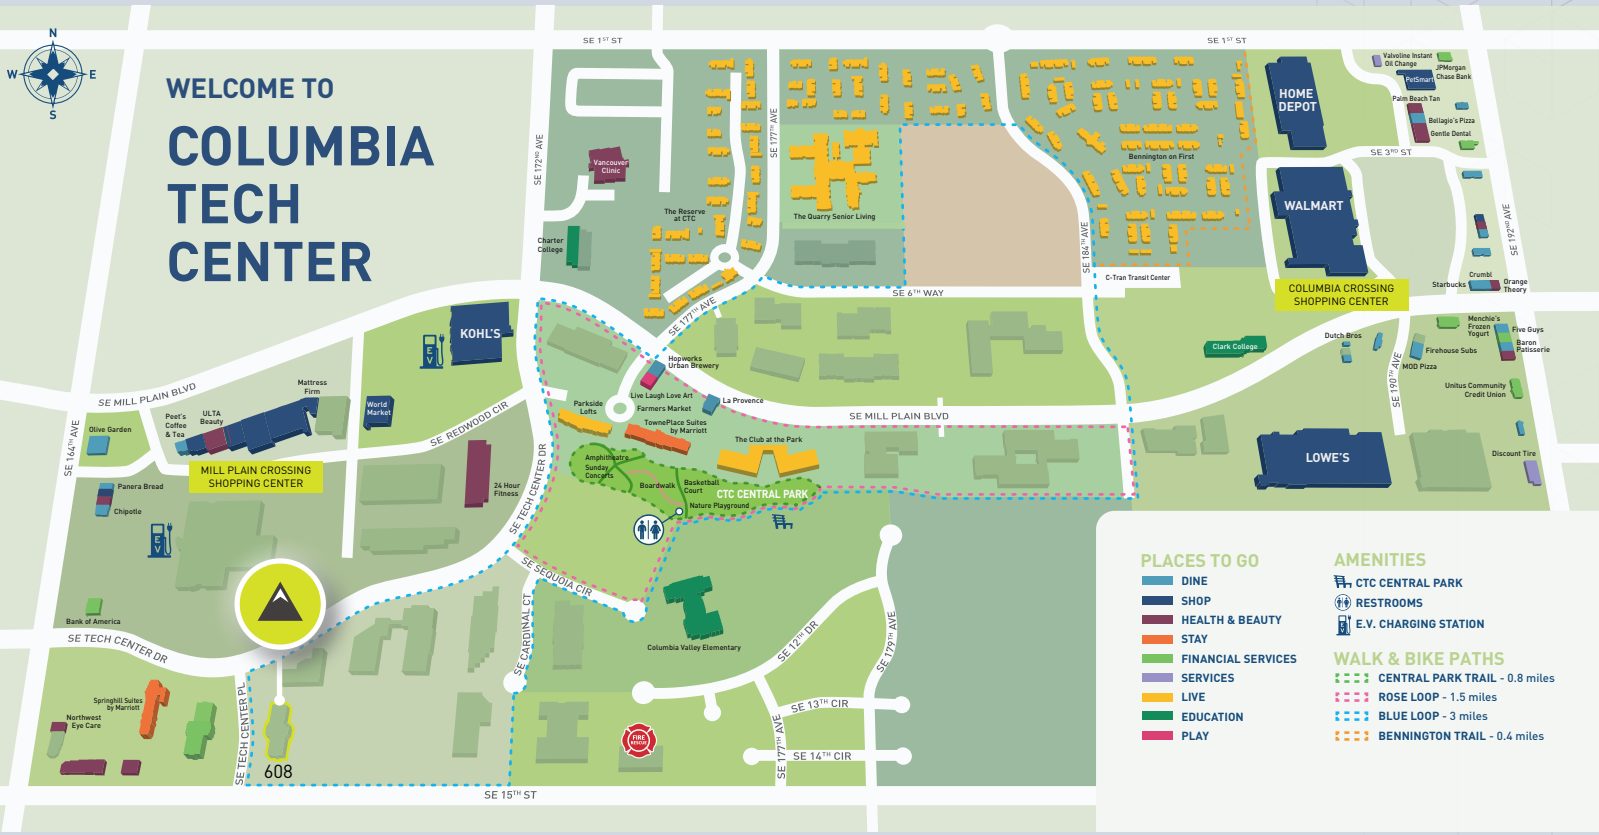 N
W
E
S
WELCOME TO
COLUMBIA
TECH
CENTER
SE 1ST ST
SE 1ST ST
SE 172ND AVE
SE 177TH AVE
Vancouver
Clinic
Charter
College
The Reserve
at CTC
The Quarry Senior Living
Bennington on First
SE 184TH AVE
C-Tran Transit Center
SE 6TH WAY
SE 177TH AVE
HOME
DEPOT
WALMART
Valvoline Instant
Oil Change
JPMorgan
Chase Bank
PetSmart
Palm Beach Tan
Bellagio's Pizza
Gentle Dental
SE 3RD ST
SE 192ND AVE
Crumbl
Starbucks
Orange
Theory
COLUMBIA CROSSING
SHOPPING CENTER
Menchie's
Frozen
Yogurt
Five Guys
Baron
Patisserie
Dutch Bros
Firehouse Subs
MOD Pizza
Clark College
SE 190TH AVE
Unitus Community
Credit Union
Discount Tire
LOWE'S
KOHL'S
EV
SE MILL PLAIN BLVD
Mattress
Firm
World
Market
Peet's
Coffee
& Tea
ULTA
Beauty
Olive Garden
SE 164TH AVE
MILL PLAIN CROSSING
SHOPPING CENTER
SE REDWOOD CIR
24 Hour
Fitness
Panera Bread
Chipotle
EV
SE TECH CENTER DR
Hopworks
Urban Brewery
Live Laugh Love Art
Farmers Market
La Provence
Parkside
Lofts
TownePlace Suites
by Marriott
SE MILL PLAIN BLVD
The Club at the Park
Amphitheatre
Sunday
Concerts
Boardwalk
Basketball
Court
CTC CENTRAL PARK
Nature Playground
SE SEQUOIA CIR
SE CARDINAL CT
Columbia Valley Elementary
SE 12TH DR
SE 179TH AVE
SE 13TH CIR
SE 177TH AVE
SE 14TH CIR
FIRE
RESCUE
Bank of America
SE TECH CENTER DR
Springhill Suites
by Marriott
Northwest
Eye Care
SE TECH CENTER PL
608
SE 15TH ST
PLACES TO GO
DINE
SHOP
HEALTH & BEAUTY
STAY
FINANCIAL SERVICES
SERVICES
LIVE
EDUCATION
PLAY
AMENITIES
CTC CENTRAL PARK
RESTROOMS
EV
E.V. CHARGING STATION
WALK & BIKE PATHS
CENTRAL PARK TRAIL - 0.8 miles
ROSE LOOP - 1.5 miles
BLUE LOOP - 3 miles
BENNINGTON TRAIL - 0.4 miles